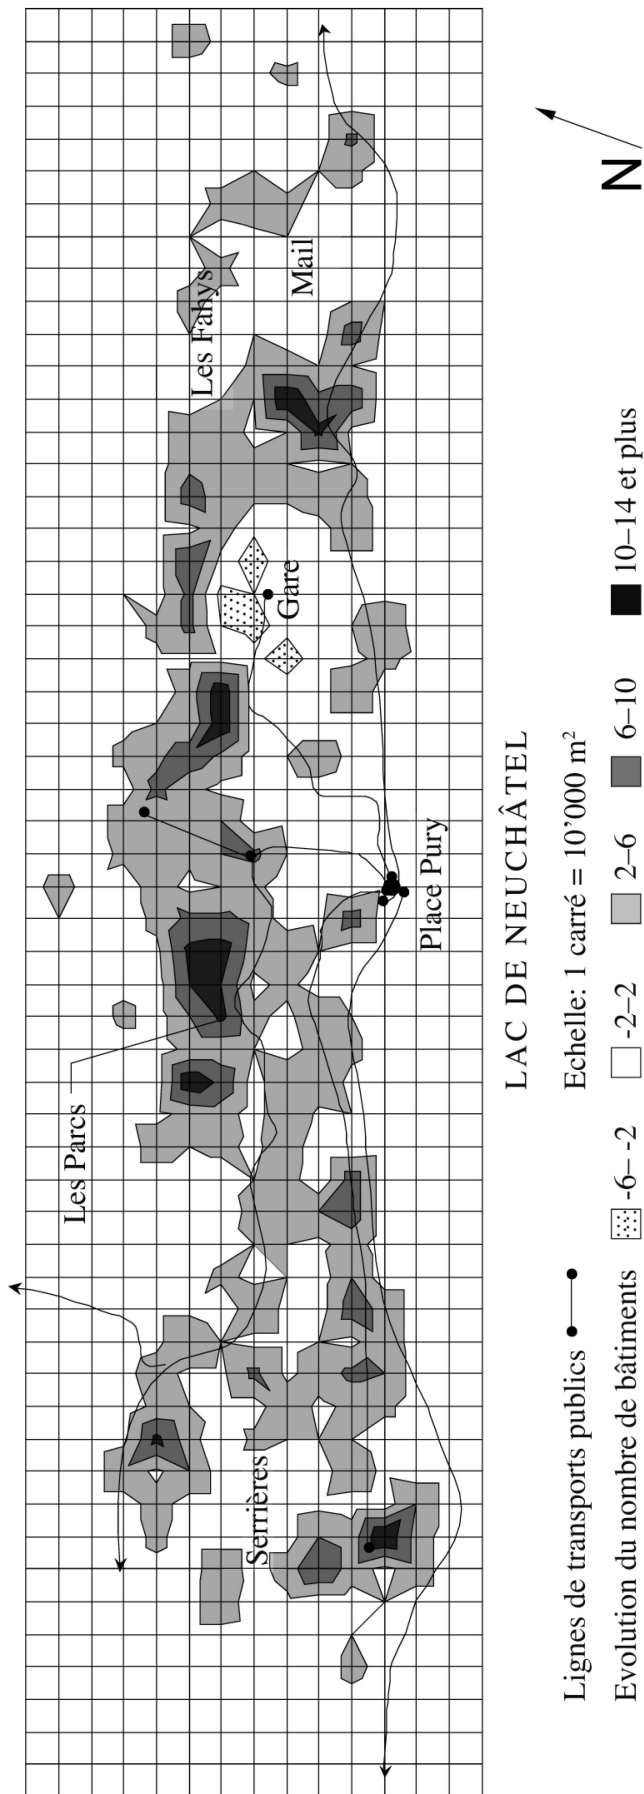 Les Parcs
Les Fahys
Mail
Gare
Serrières
Place Pury
LAC DE NEUCHÂTEL
Lignes de transports publics
Echelle: 1 carré = 10’000 m²
N
Evolution du nombre de bâtiments -6– -2 -2–2 2–6 6–10 10–14 et plus